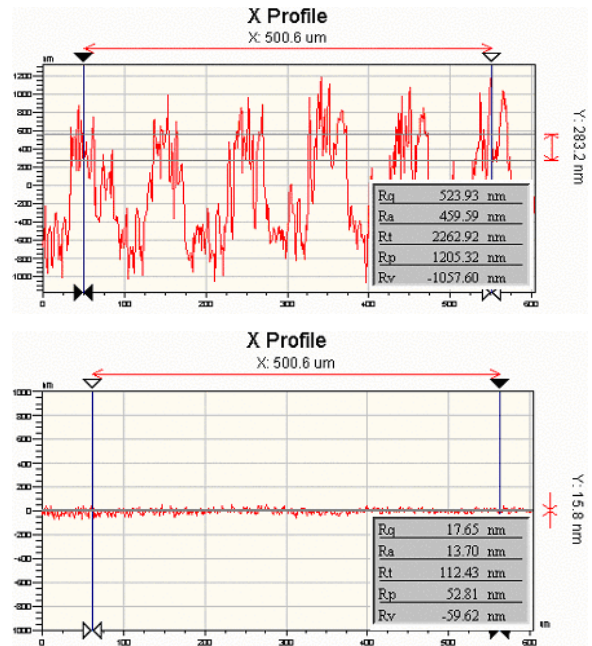 X Profile
X: 500.6 um
nm
1200
1000
800
600
400
200
0
-200
-400
-600
-800
-1000
Y: 283.2 nm
Rq 523.93 nm
Ra 459.59 nm
Rt 2262.92 nm
Rp 1205.32 nm
Rv -1057.60 nm
0 100 200 300 400 500 600
X Profile
X: 500.6 um
nm
1000
800
600
400
200
0
-200
-400
-600
-800
-1000
Y: 15.8 nm
Rq 17.65 nm
Ra 13.70 nm
Rt 112.43 nm
Rp 52.81 nm
Rv -59.62 nm
um
0 100 200 300 400 500 600